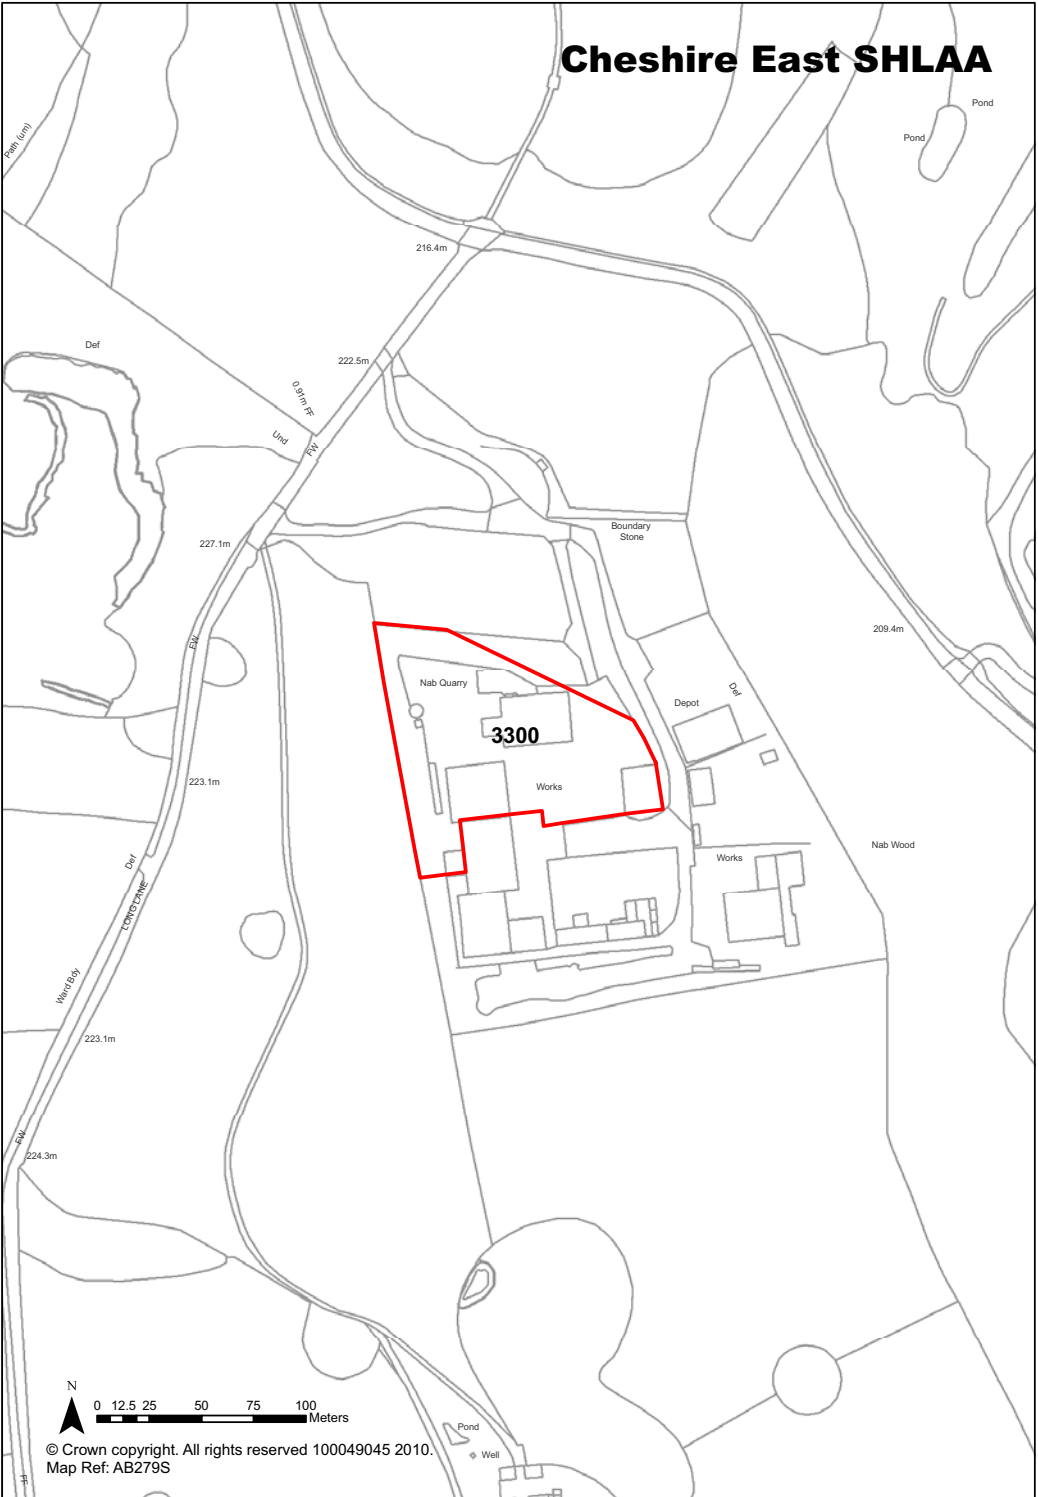 Cheshire East SHLAA
Pond
Path (um)
Pond
216.4m
Def
222.5m
0.91m FF
Und
FW
Boundary
Stone
227.1m
209.4m
FW
Nab Quarry
Def
Depot
3300
223.1m
Works
Nab Wood
Def
Works
LONG LANE
Ward Bdy
223.1m
FW
224.3m
N
0 12.5 25 50 75 100
Meters
Pond
© Crown copyright. All rights reserved 100049045 2010.
Well
Map Ref: AB279S
FF